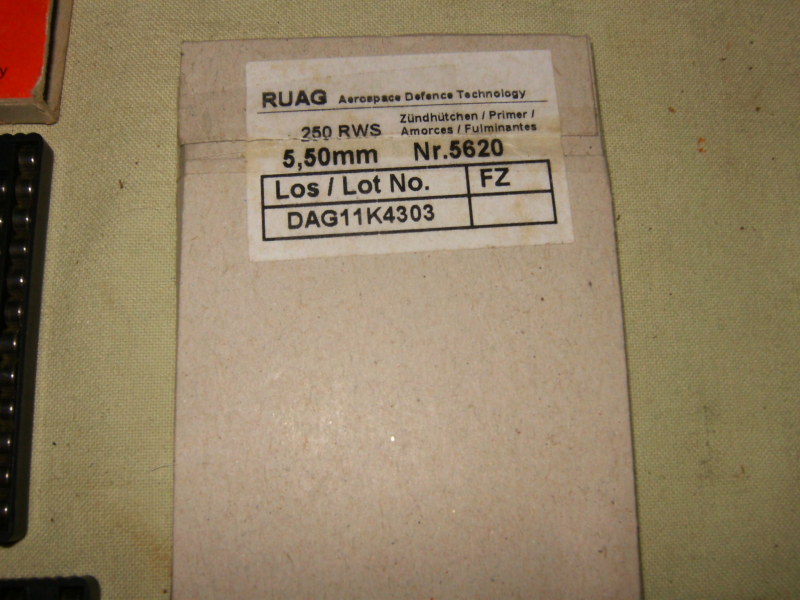 y
RUAG Aerospace Defence Technology
250 RWS Zündhütchen / Primer /
Amorces / Fulminantes
5,50mm Nr.5620
Los / Lot No. FZ
DAG11K4303